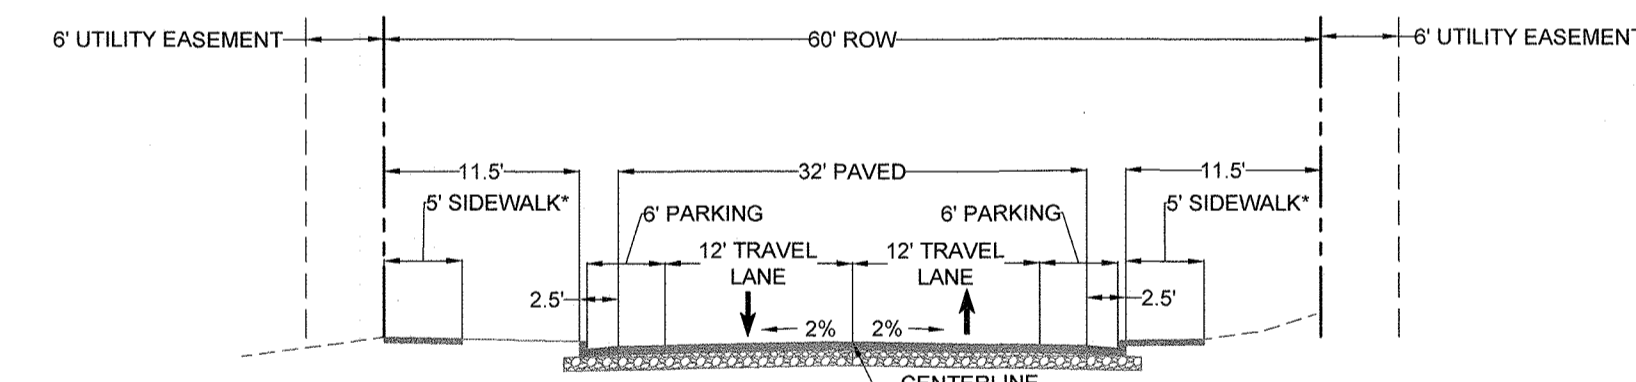 6' UTILITY EASEMENT
60' ROW
6' UTILITY EASEMENT
11.5'
32' PAVED
11.5'
5' SIDEWALK*
6' PARKING
6' PARKING
5' SIDEWALK*
12' TRAVEL
LANE
12' TRAVEL
LANE
2.5'
2.5'
2%
2%
CENTERLINE